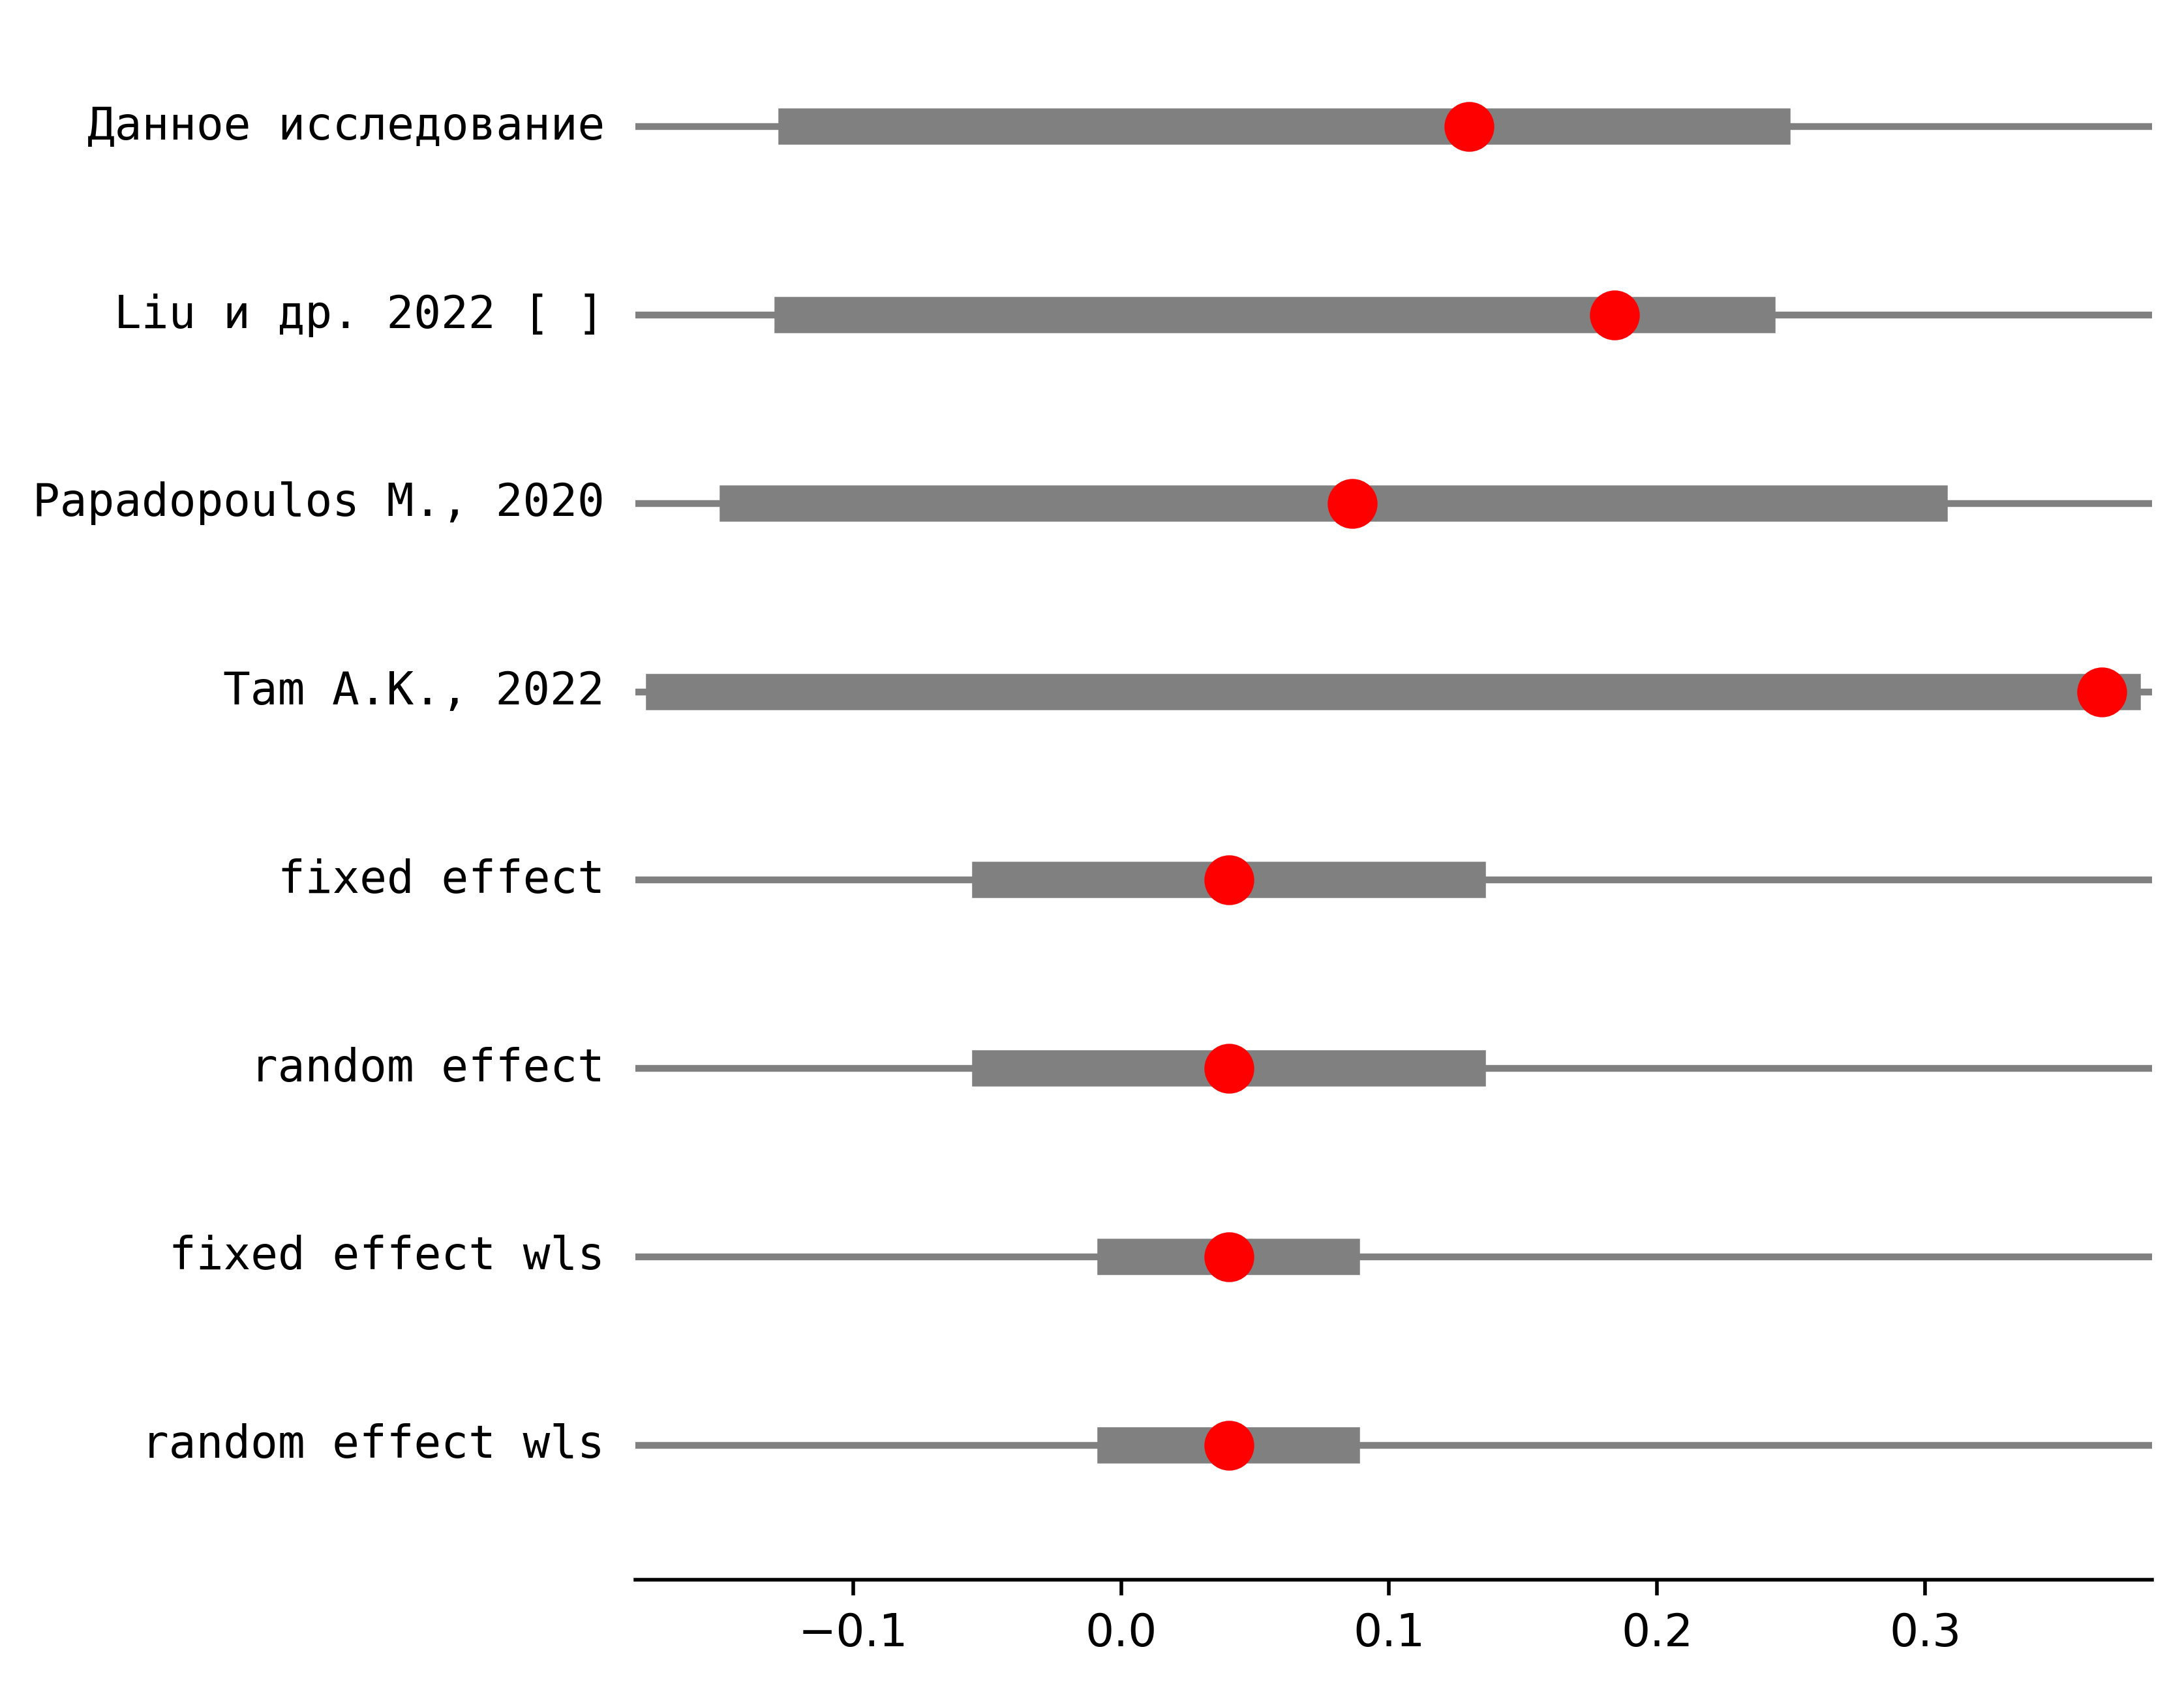 Данное исследование
Liu и др. 2022 [ ]
Papadopoulos M., 2020
Tam A.K., 2022
fixed effect
random effect
fixed effect wls
random effect wls
−0.1 0.0 0.1 0.2 0.3